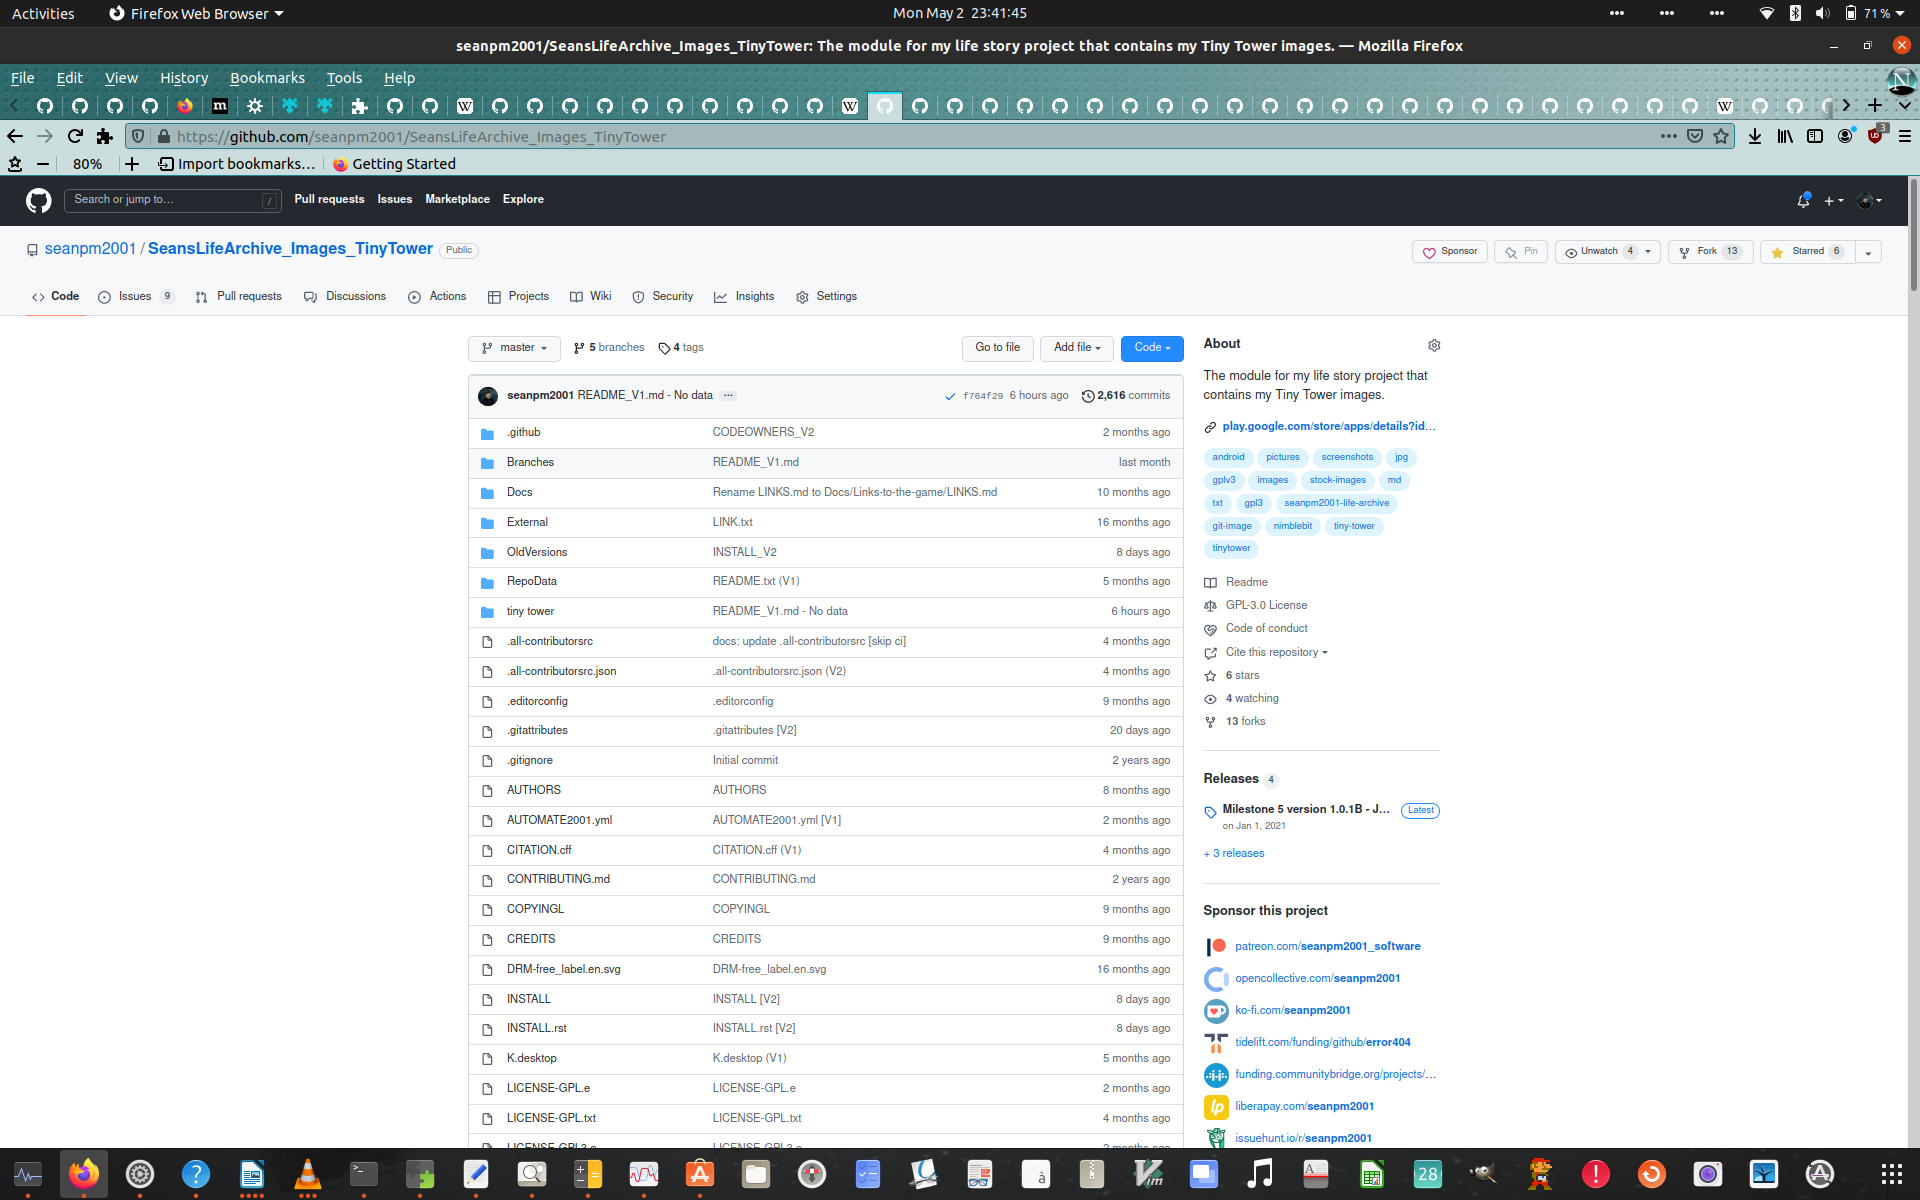 Activities Firefox Web Browser Mon May 2 23:41:45 71 %
seanpm2001/SeansLifeArchive_Images_TinyTower: The module for my life story project that contains my Tiny Tower images. — Mozilla Firefox
File Edit View History Bookmarks Tools Help
https://github.com/seanpm2001/SeansLifeArchive_Images_TinyTower 3
80% Import bookmarks… Getting Started
Search or jump to… / Pull requests Issues Marketplace Explore
seanpm2001 / SeansLifeArchive_Images_TinyTower Public Sponsor Pin Unwatch 4 Fork 13 Starred 6
Code Issues 9 Pull requests Discussions Actions Projects Wiki Security Insights Settings
master 5 branches 4 tags Go to file Add file Code
seanpm2001 README_V1.md - No data ... f764f29 6 hours ago 2,616 commits
.github CODEOWNERS_V2 2 months ago
Branches README_V1.md last month
Docs Rename LINKS.md to Docs/Links-to-the-game/LINKS.md 10 months ago
External LINK.txt 16 months ago
OldVersions INSTALL_V2 8 days ago
RepoData README.txt (V1) 5 months ago
tiny tower README_V1.md - No data 6 hours ago
.all-contributorsrc docs: update .all-contributorsrc [skip ci] 4 months ago
.all-contributorsrc.json .all-contributorsrc.json (V2) 4 months ago
.editorconfig .editorconfig 9 months ago
.gitattributes .gitattributes [V2] 20 days ago
.gitignore Initial commit 2 years ago
AUTHORS AUTHORS 8 months ago
AUTOMATE2001.yml AUTOMATE2001.yml [V1] 2 months ago
CITATION.cff CITATION.cff (V1) 4 months ago
CONTRIBUTING.md CONTRIBUTING.md 2 years ago
COPYINGL COPYINGL 9 months ago
CREDITS CREDITS 9 months ago
DRM-free_label.en.svg DRM-free_label.en.svg 16 months ago
INSTALL INSTALL [V2] 8 days ago
INSTALL.rst INSTALL.rst [V2] 8 days ago
K.desktop K.desktop (V1) 5 months ago
LICENSE-GPL.e LICENSE-GPL.e 2 months ago
LICENSE-GPL.txt LICENSE-GPL.txt 4 months ago
About
The module for my life story project that
contains my Tiny Tower images.
play.google.com/store/apps/details?id...
android pictures screenshots jpg
gplv3 images stock-images md
txt gpl3 seanpm2001-life-archive
git-image nimblebit tiny-tower
tinytower
Readme
GPL-3.0 License
Code of conduct
Cite this repository
6 stars
4 watching
13 forks
Releases 4
Milestone 5 version 1.0.1B - J... Latest
on Jan 1, 2021
+ 3 releases
Sponsor this project
patreon.com/seanpm2001_software
opencollective.com/seanpm2001
ko-fi.com/seanpm2001
tidelift.com/funding/github/error404
funding.communitybridge.org/projects/...
liberapay.com/seanpm2001
issuehunt.io/r/seanpm2001
28